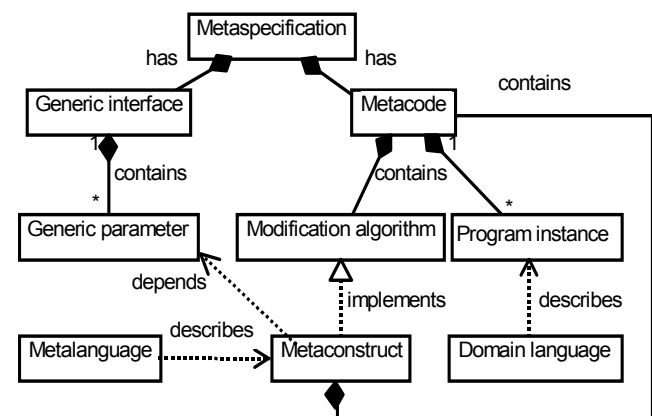 Metaspecification
has
has
contains
Generic interface
Metacode
1
1
contains
contains
*
*
Generic parameter
Modification algorithm
Program instance
depends
implements
describes
describes
Metalanguage
Metaconstruct
Domain language